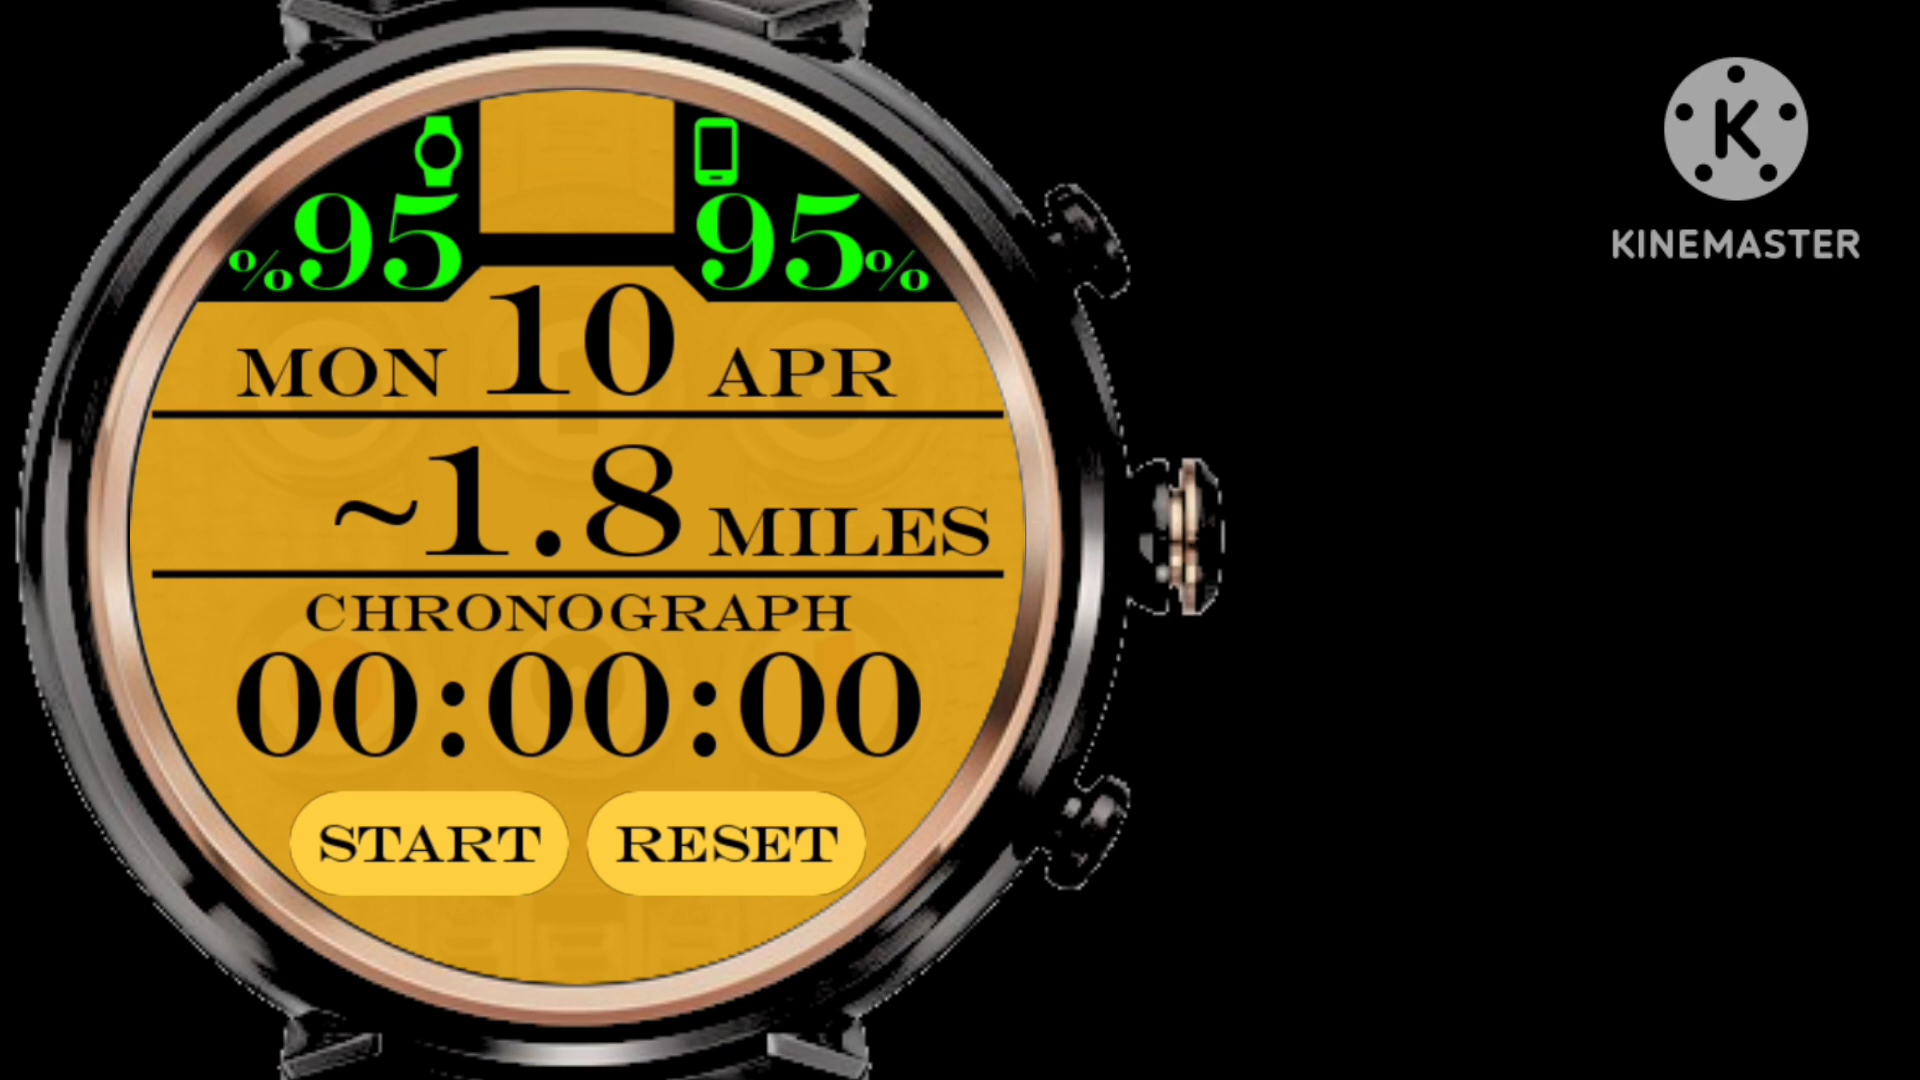 %95 95%
MON 10 APR
~1.8 MILES
CHRONOGRAPH
00:00:00
START RESET
K
KINEMASTER